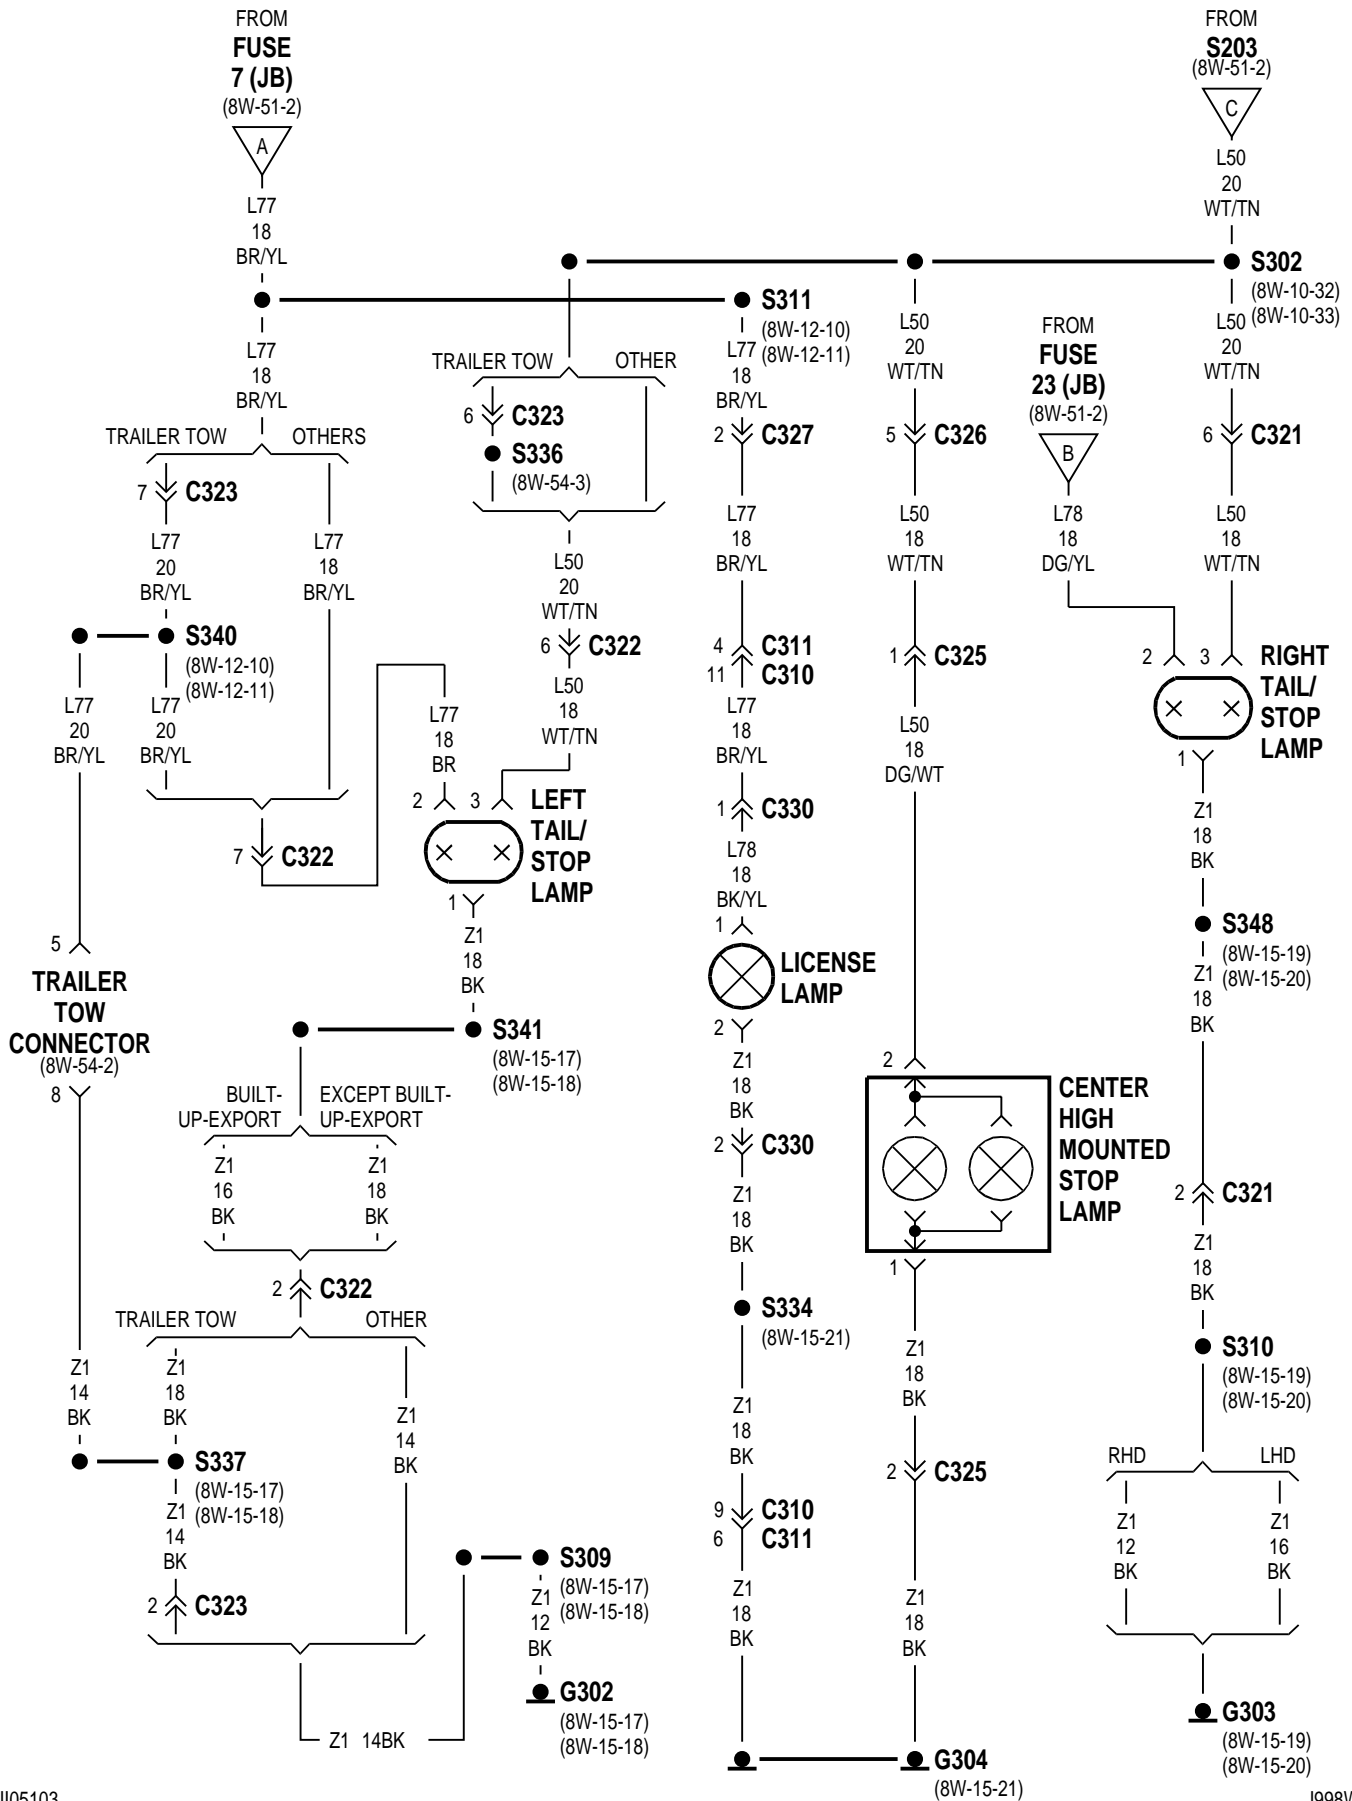 FROM
FUSE
7 (JB)
(8W-51-2)
A
L77
18
BR/YL
L77
18
BR/YL
TRAILER TOW
OTHERS
7
C323
L77
20
BR/YL
L77
18
BR/YL
S340
(8W-12-10)
(8W-12-11)
L77
20
BR/YL
L77
20
BR/YL
7
C322
5
TRAILER
TOW
CONNECTOR
(8W-54-2)
8
TRAILER TOW
OTHER
6
C323
S336
(8W-54-3)
L50
20
WT/TN
6
C322
L50
18
WT/TN
L77
18
BR
2
3
LEFT
TAIL/
STOP
LAMP
1
Z1
18
BK
S341
(8W-15-17)
(8W-15-18)
BUILT-
UP-EXPORT
EXCEPT BUILT-
UP-EXPORT
Z1
16
BK
Z1
18
BK
2
C322
TRAILER TOW
OTHER
Z1
14
BK
Z1
18
BK
Z1
14
BK
S337
(8W-15-17)
(8W-15-18)
Z1
14
BK
2
C323
Z1 14BK
S309
(8W-15-17)
(8W-15-18)
Z1
12
BK
G302
(8W-15-17)
(8W-15-18)
S311
(8W-12-10)
(8W-12-11)
L77
18
BR/YL
2
C327
L77
18
BR/YL
4
C311
11
C310
L77
18
BR/YL
1
C330
L78
18
BK/YL
1
LICENSE
LAMP
2
Z1
18
BK
2
C330
Z1
18
BK
S334
(8W-15-21)
Z1
18
BK
9
C310
6
C311
Z1
18
BK
L50
20
WT/TN
5
C326
L50
18
WT/TN
1
C325
L50
18
DG/WT
2
CENTER
HIGH
MOUNTED
STOP
LAMP
1
Z1
18
BK
2
C325
Z1
18
BK
G304
(8W-15-21)
FROM
FUSE
23 (JB)
(8W-51-2)
B
L78
18
DG/YL
FROM
S203
(8W-51-2)
C
L50
20
WT/TN
S302
(8W-10-32)
(8W-10-33)
L50
20
WT/TN
6
C321
L50
18
WT/TN
2
3
RIGHT
TAIL/
STOP
LAMP
1
Z1
18
BK
S348
(8W-15-19)
(8W-15-20)
Z1
18
BK
2
C321
Z1
18
BK
S310
(8W-15-19)
(8W-15-20)
RHD
LHD
Z1
12
BK
Z1
16
BK
G303
(8W-15-19)
(8W-15-20)